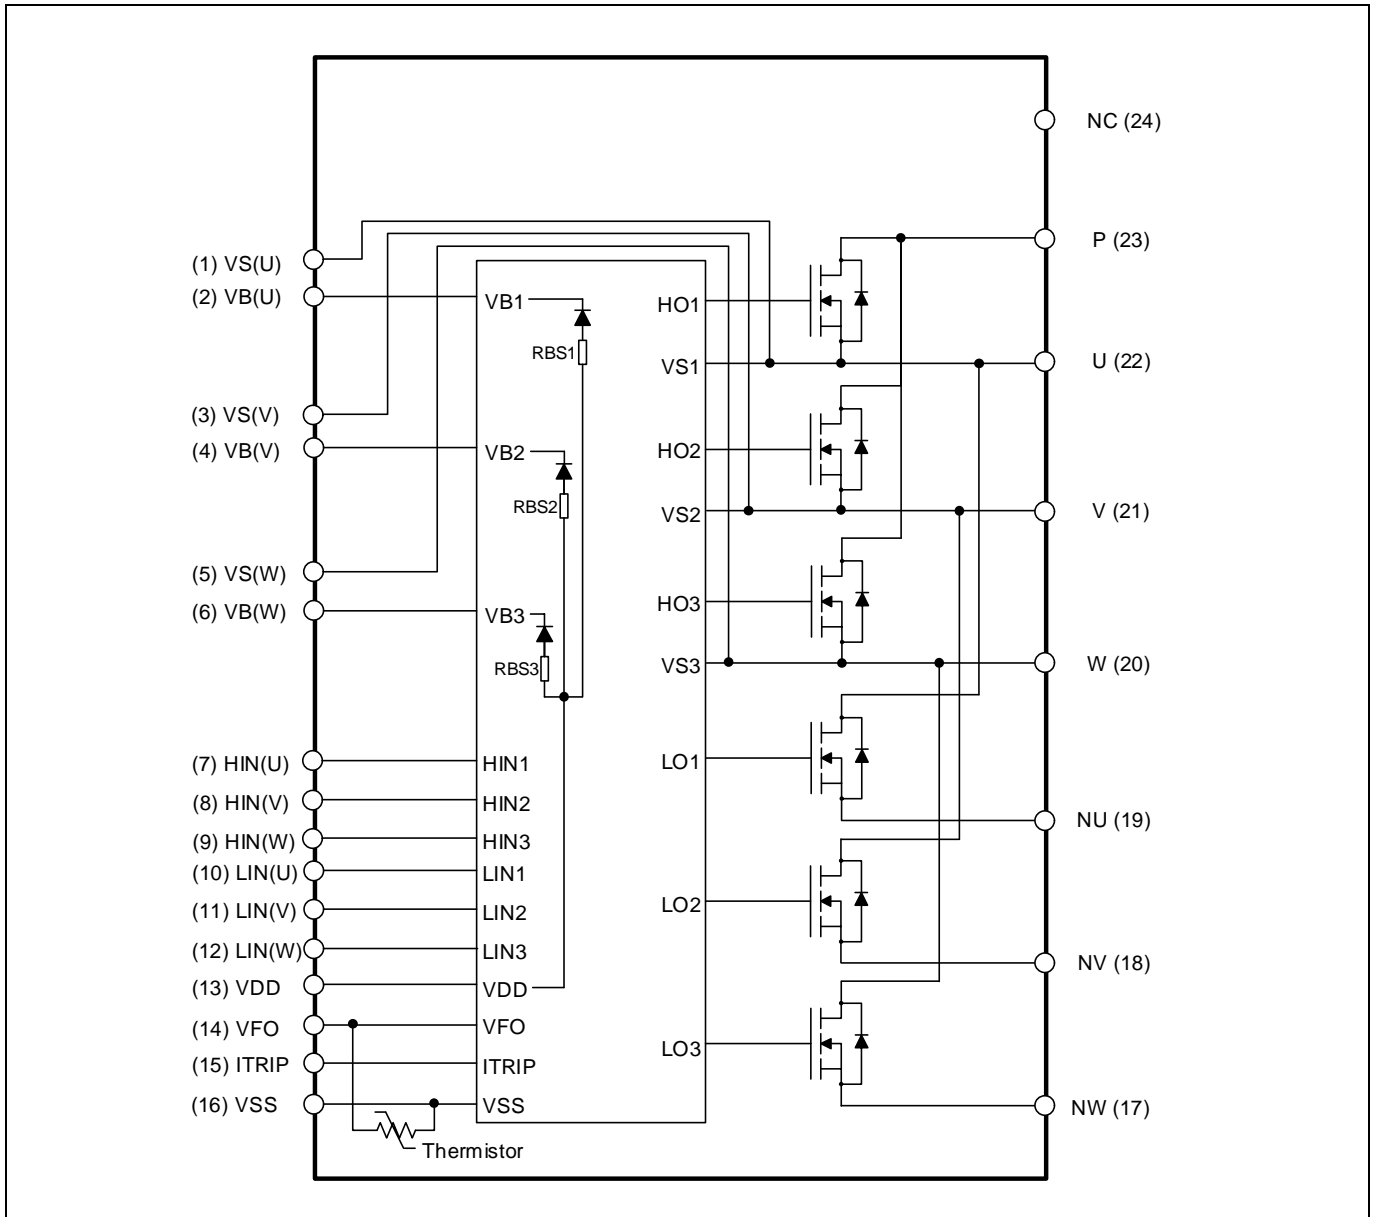 NC (24)
P (23)
(1) VS(U)
(2) VB(U)
VB1
HO1
RBS1
VS1
U (22)
(3) VS(V)
(4) VB(V)
VB2
HO2
RBS2
VS2
V (21)
(5) VS(W)
(6) VB(W)
VB3
HO3
RBS3
VS3
W (20)
(7) HIN(U)
HIN1
LO1
(8) HIN(V)
HIN2
NU (19)
(9) HIN(W)
HIN3
(10) LIN(U)
LIN1
(11) LIN(V)
LIN2
LO2
(12) LIN(W)
LIN3
NV (18)
(13) VDD
VDD
(14) VFO
VFO
LO3
(15) ITRIP
ITRIP
(16) VSS
VSS
NW (17)
Thermistor